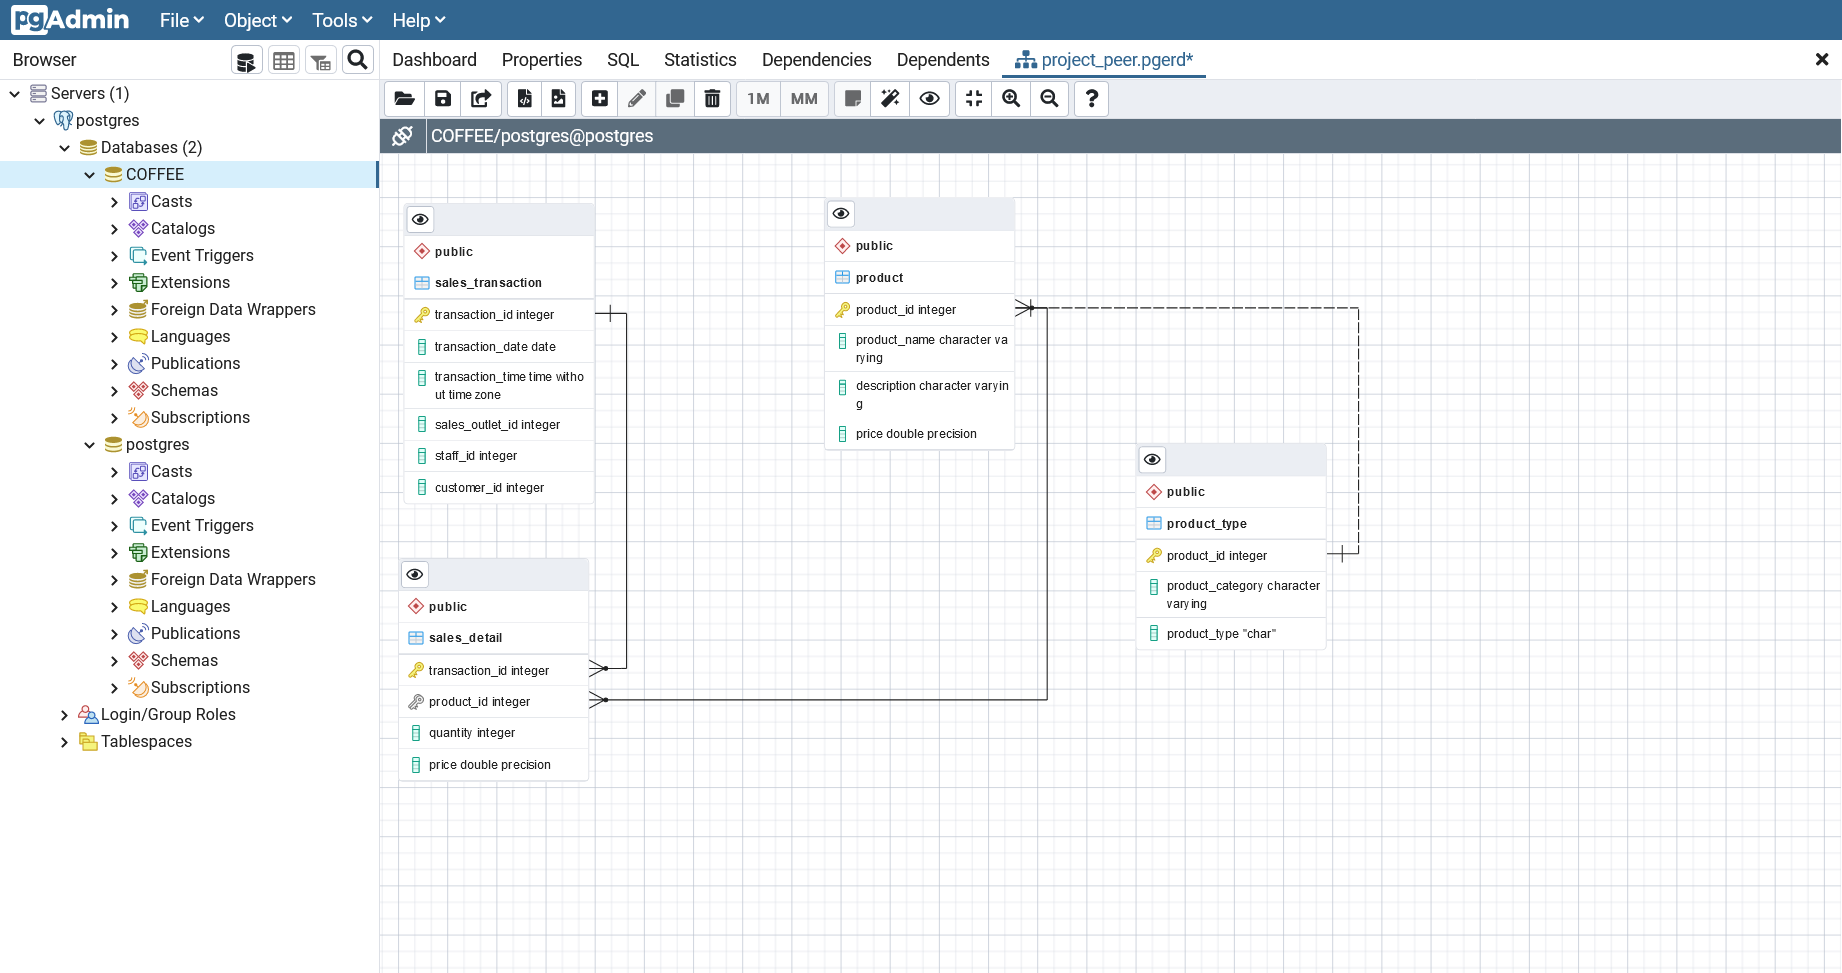 pgAdmin File Object Tools Help
Browser
Dashboard Properties SQL Statistics Dependencies Dependents project_peer.pgerd*
1M MM ?
COFFEE/postgres@postgres
Servers (1)
postgres
Databases (2)
COFFEE
Casts
Catalogs
Event Triggers
Extensions
Foreign Data Wrappers
Languages
Publications
Schemas
Subscriptions
postgres
Casts
Catalogs
Event Triggers
Extensions
Foreign Data Wrappers
Languages
Publications
Schemas
Subscriptions
Login/Group Roles
Tablespaces
public
sales_transaction
transaction_id integer
transaction_date date
transaction_time time witho
ut time zone
sales_outlet_id integer
staff_id integer
customer_id integer
public
product
product_id integer
product_name character va
rying
description character varyin
g
price double precision
public
product_type
product_id integer
product_category character
varying
product_type "char"
public
sales_detail
transaction_id integer
product_id integer
quantity integer
price double precision